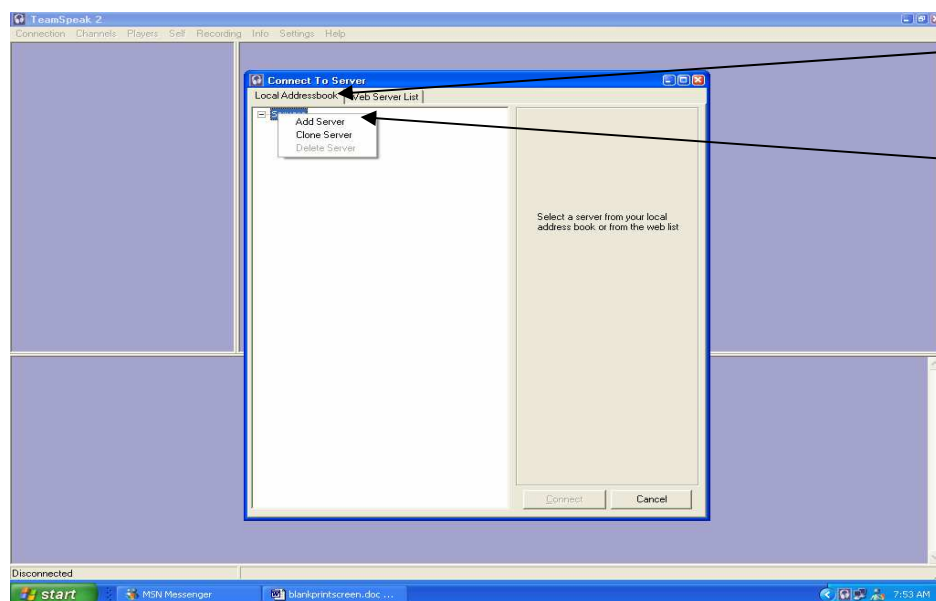 TeamSpeak 2
Connection Channels Players Self Recording Info Settings Help
Connect To Server
Local Addressbook Web Server List
Add Server
Clone Server
Delete Server
Select a server from your local
address book or from the web list
Connect Cancel
Disconnected
start MSN Messenger blankprintscreen.doc ... 7:53 AM